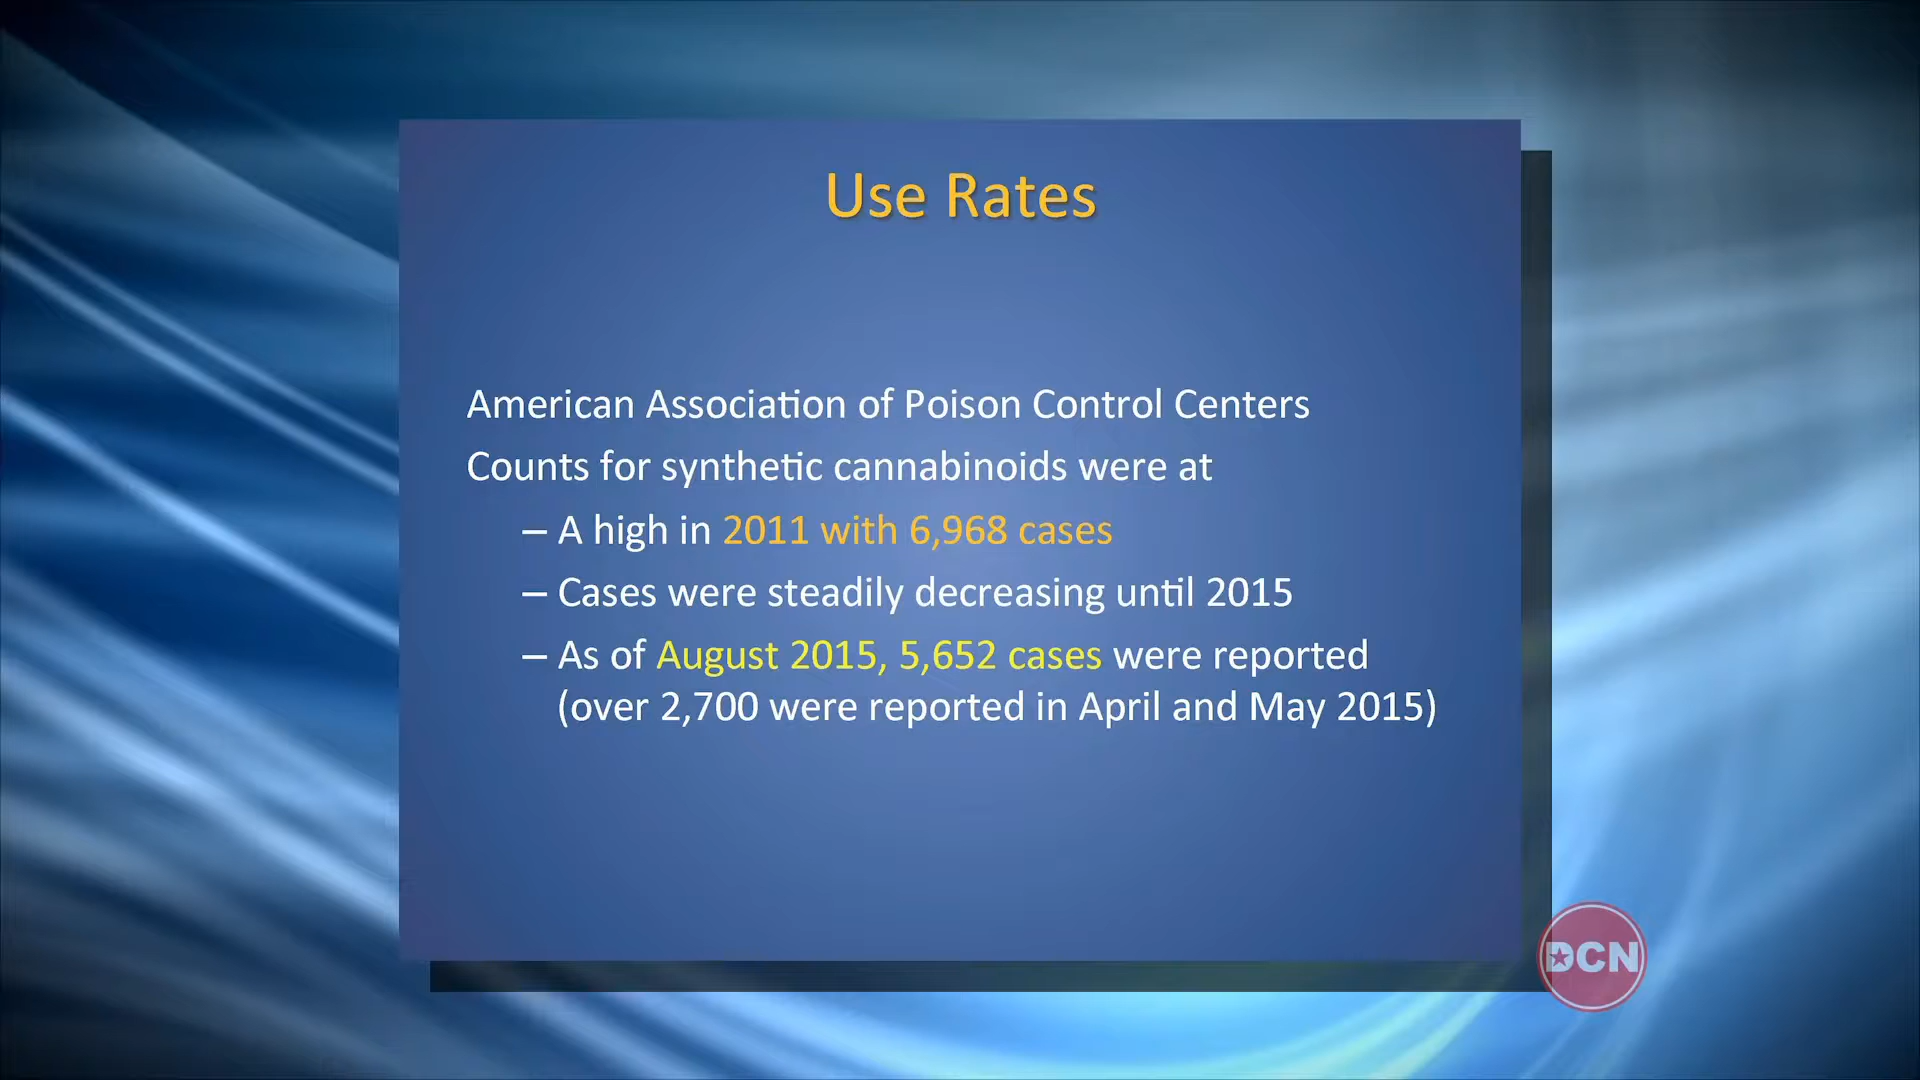 Use Rates
American Association of Poison Control Centers
Counts for synthetic cannabinoids were at
– A high in 2011 with 6,968 cases
– Cases were steadily decreasing until 2015
– As of August 2015, 5,652 cases were reported
(over 2,700 were reported in April and May 2015)
DCN